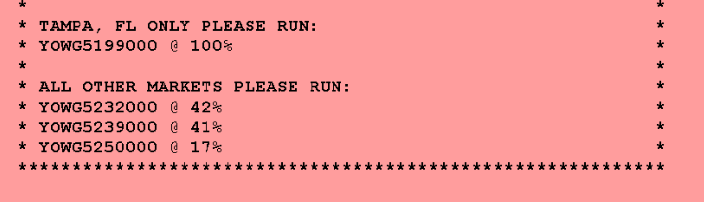 * *
* TAMPA, FL ONLY PLEASE RUN: *
* YOWG5199000 @ 100% *
* *
* ALL OTHER MARKETS PLEASE RUN: *
* YOWG5232000 @ 42% *
* YOWG5239000 @ 41% *
* YOWG5250000 @ 17% *
************************************************************